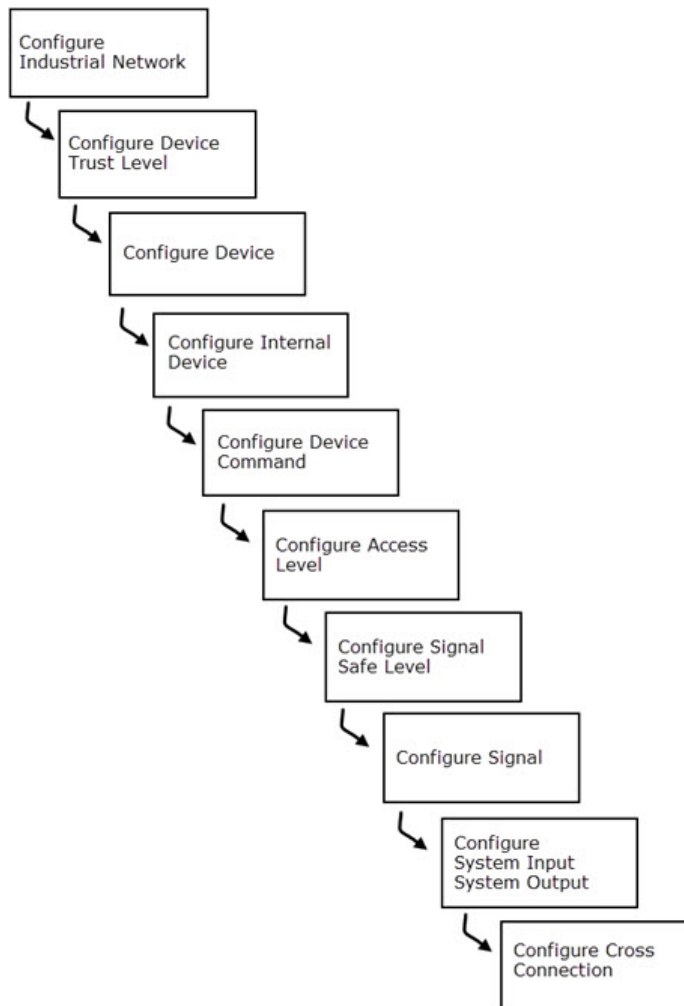 Configure
Industrial Network
Configure Device
Trust Level
Configure Device
Configure Internal
Device
Configure Device
Command
Configure Access
Level
Configure Signal
Safe Level
Configure Signal
Configure
System Input
System Output
Configure Cross
Connection